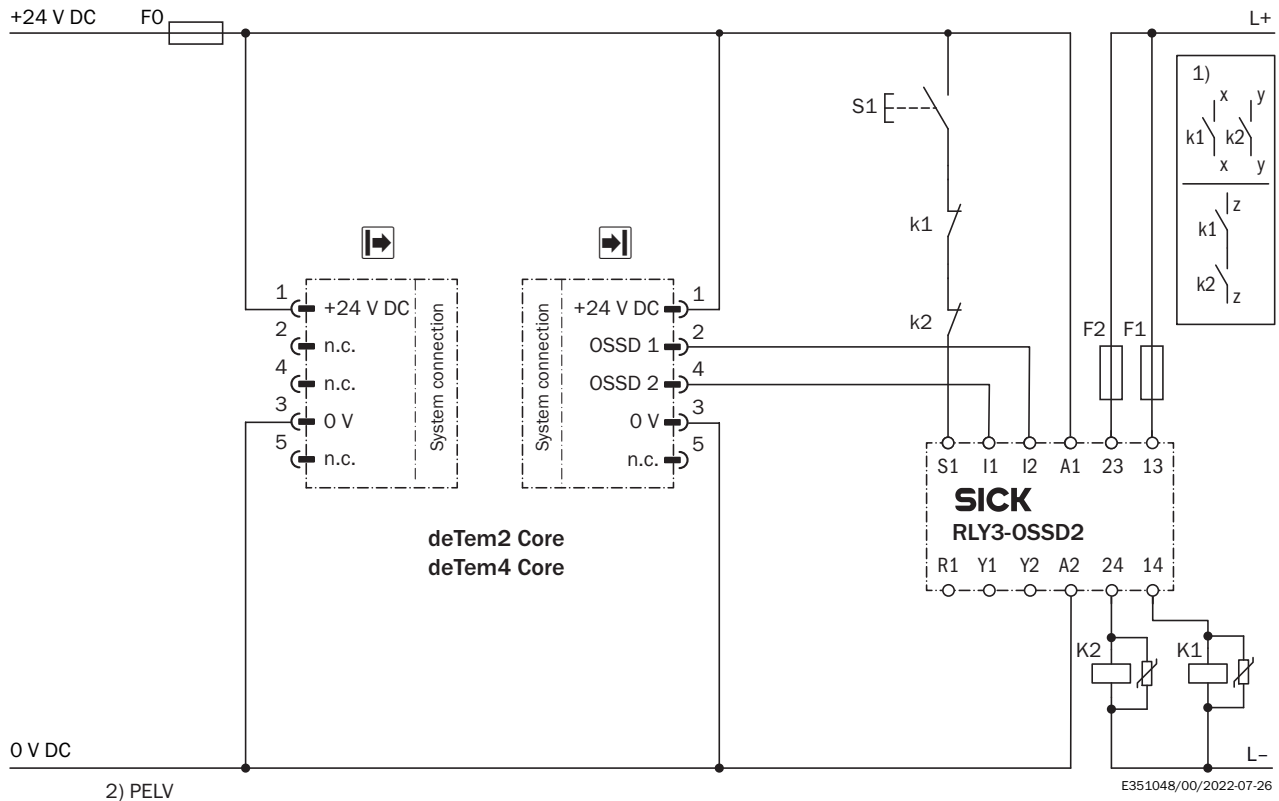 +24 V DC F0 L+
1)
x y
S1
k1 k2
x y
z
k1
k1
k2
z
k2
F2 F1
1 +24 V DC
2 n.c.
4 n.c.
3 0 V
5 n.c.
System connection
System connection
+24 V DC 1
OSSD 1 2
OSSD 2 4
0 V 3
n.c. 5
deTem2 Core
deTem4 Core
S1 I1 I2 A1 23 13
SICK
RLY3-OSSD2
R1 Y1 Y2 A2 24 14
K2 K1
0 V DC L–
2) PELV
E351048/00/2022-07-26